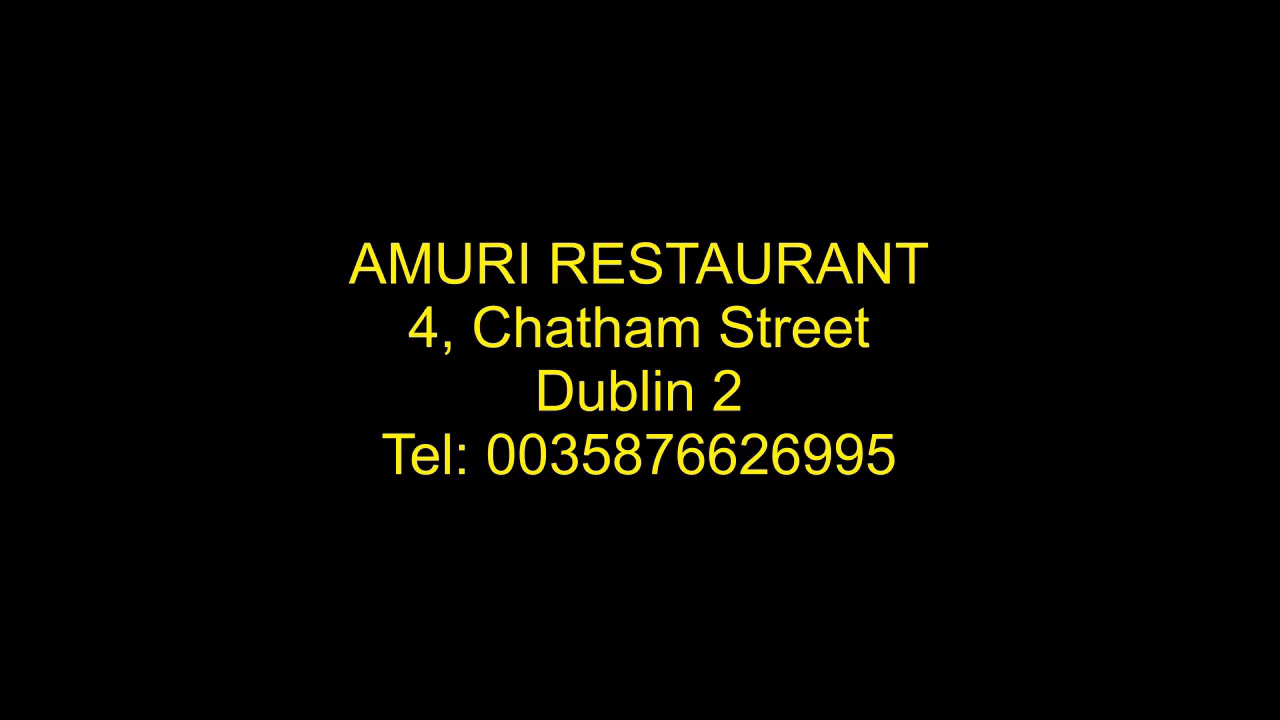 AMURI RESTAURANT
4, Chatham Street
Dublin 2
Tel: 0035876626995